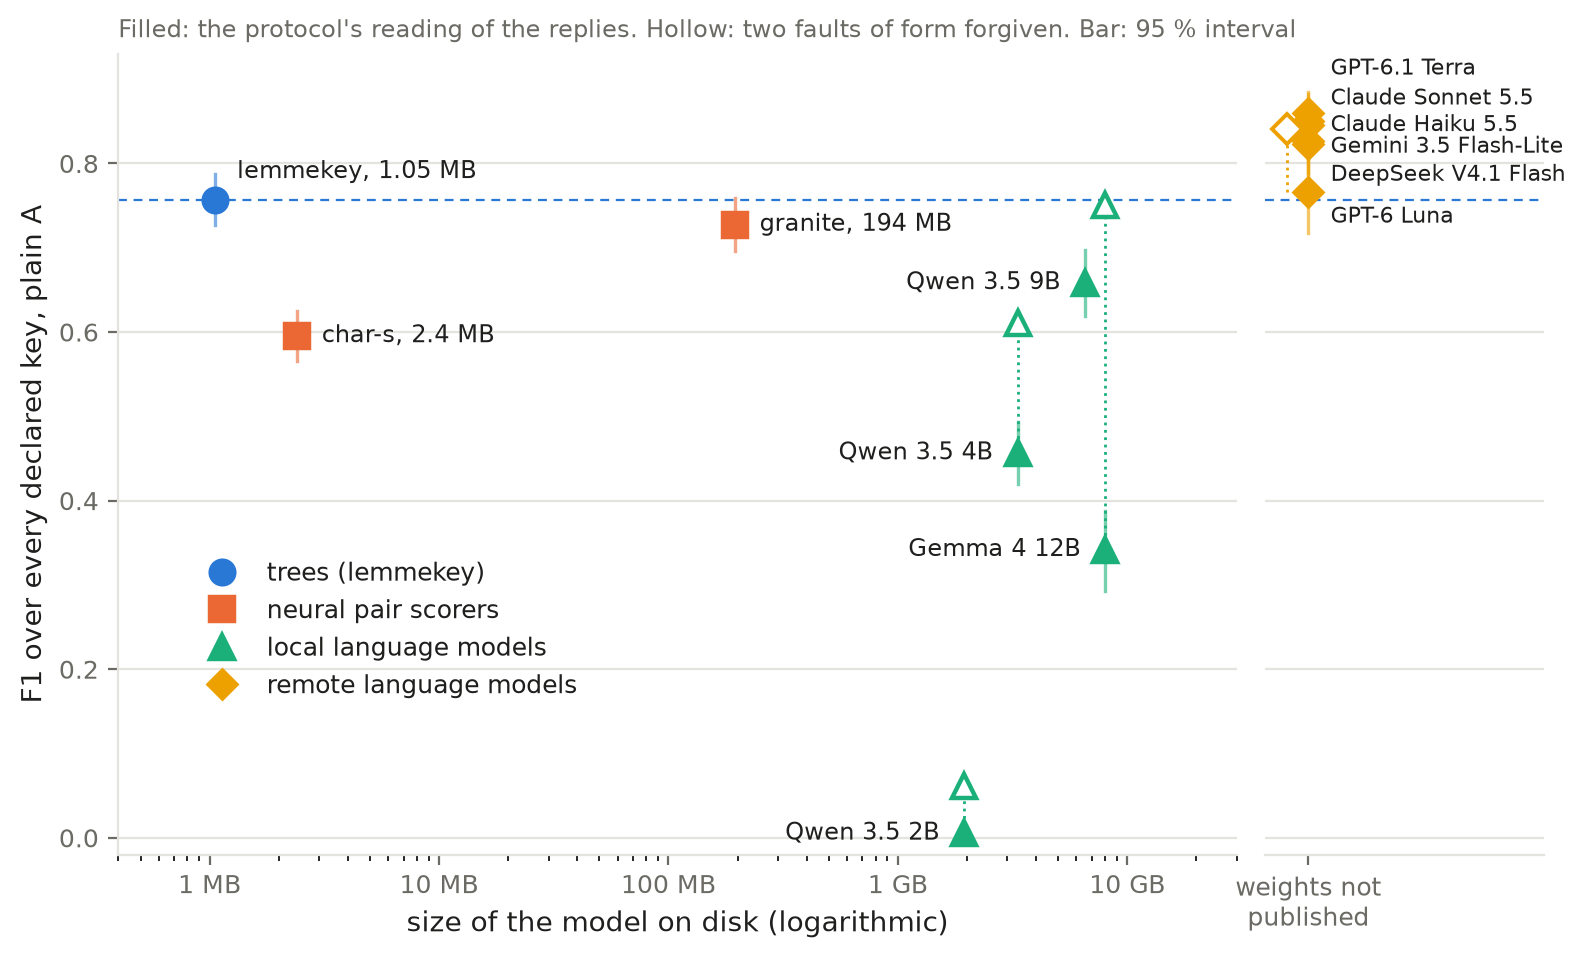 Filled: the protocol's reading of the replies. Hollow: two faults of form forgiven. Bar: 95 % interval
GPT-6.1 Terra
Claude Sonnet 5.5
Claude Haiku 5.5
Gemini 3.5 Flash-Lite
DeepSeek V4.1 Flash
GPT-6 Luna
lemmekey, 1.05 MB
granite, 194 MB
Qwen 3.5 9B
char-s, 2.4 MB
Qwen 3.5 4B
Gemma 4 12B
Qwen 3.5 2B
trees (lemmekey)
neural pair scorers
local language models
remote language models
F1 over every declared key, plain A
0.8
0.6
0.4
0.2
0.0
1 MB
10 MB
100 MB
1 GB
10 GB
weights not
published
size of the model on disk (logarithmic)